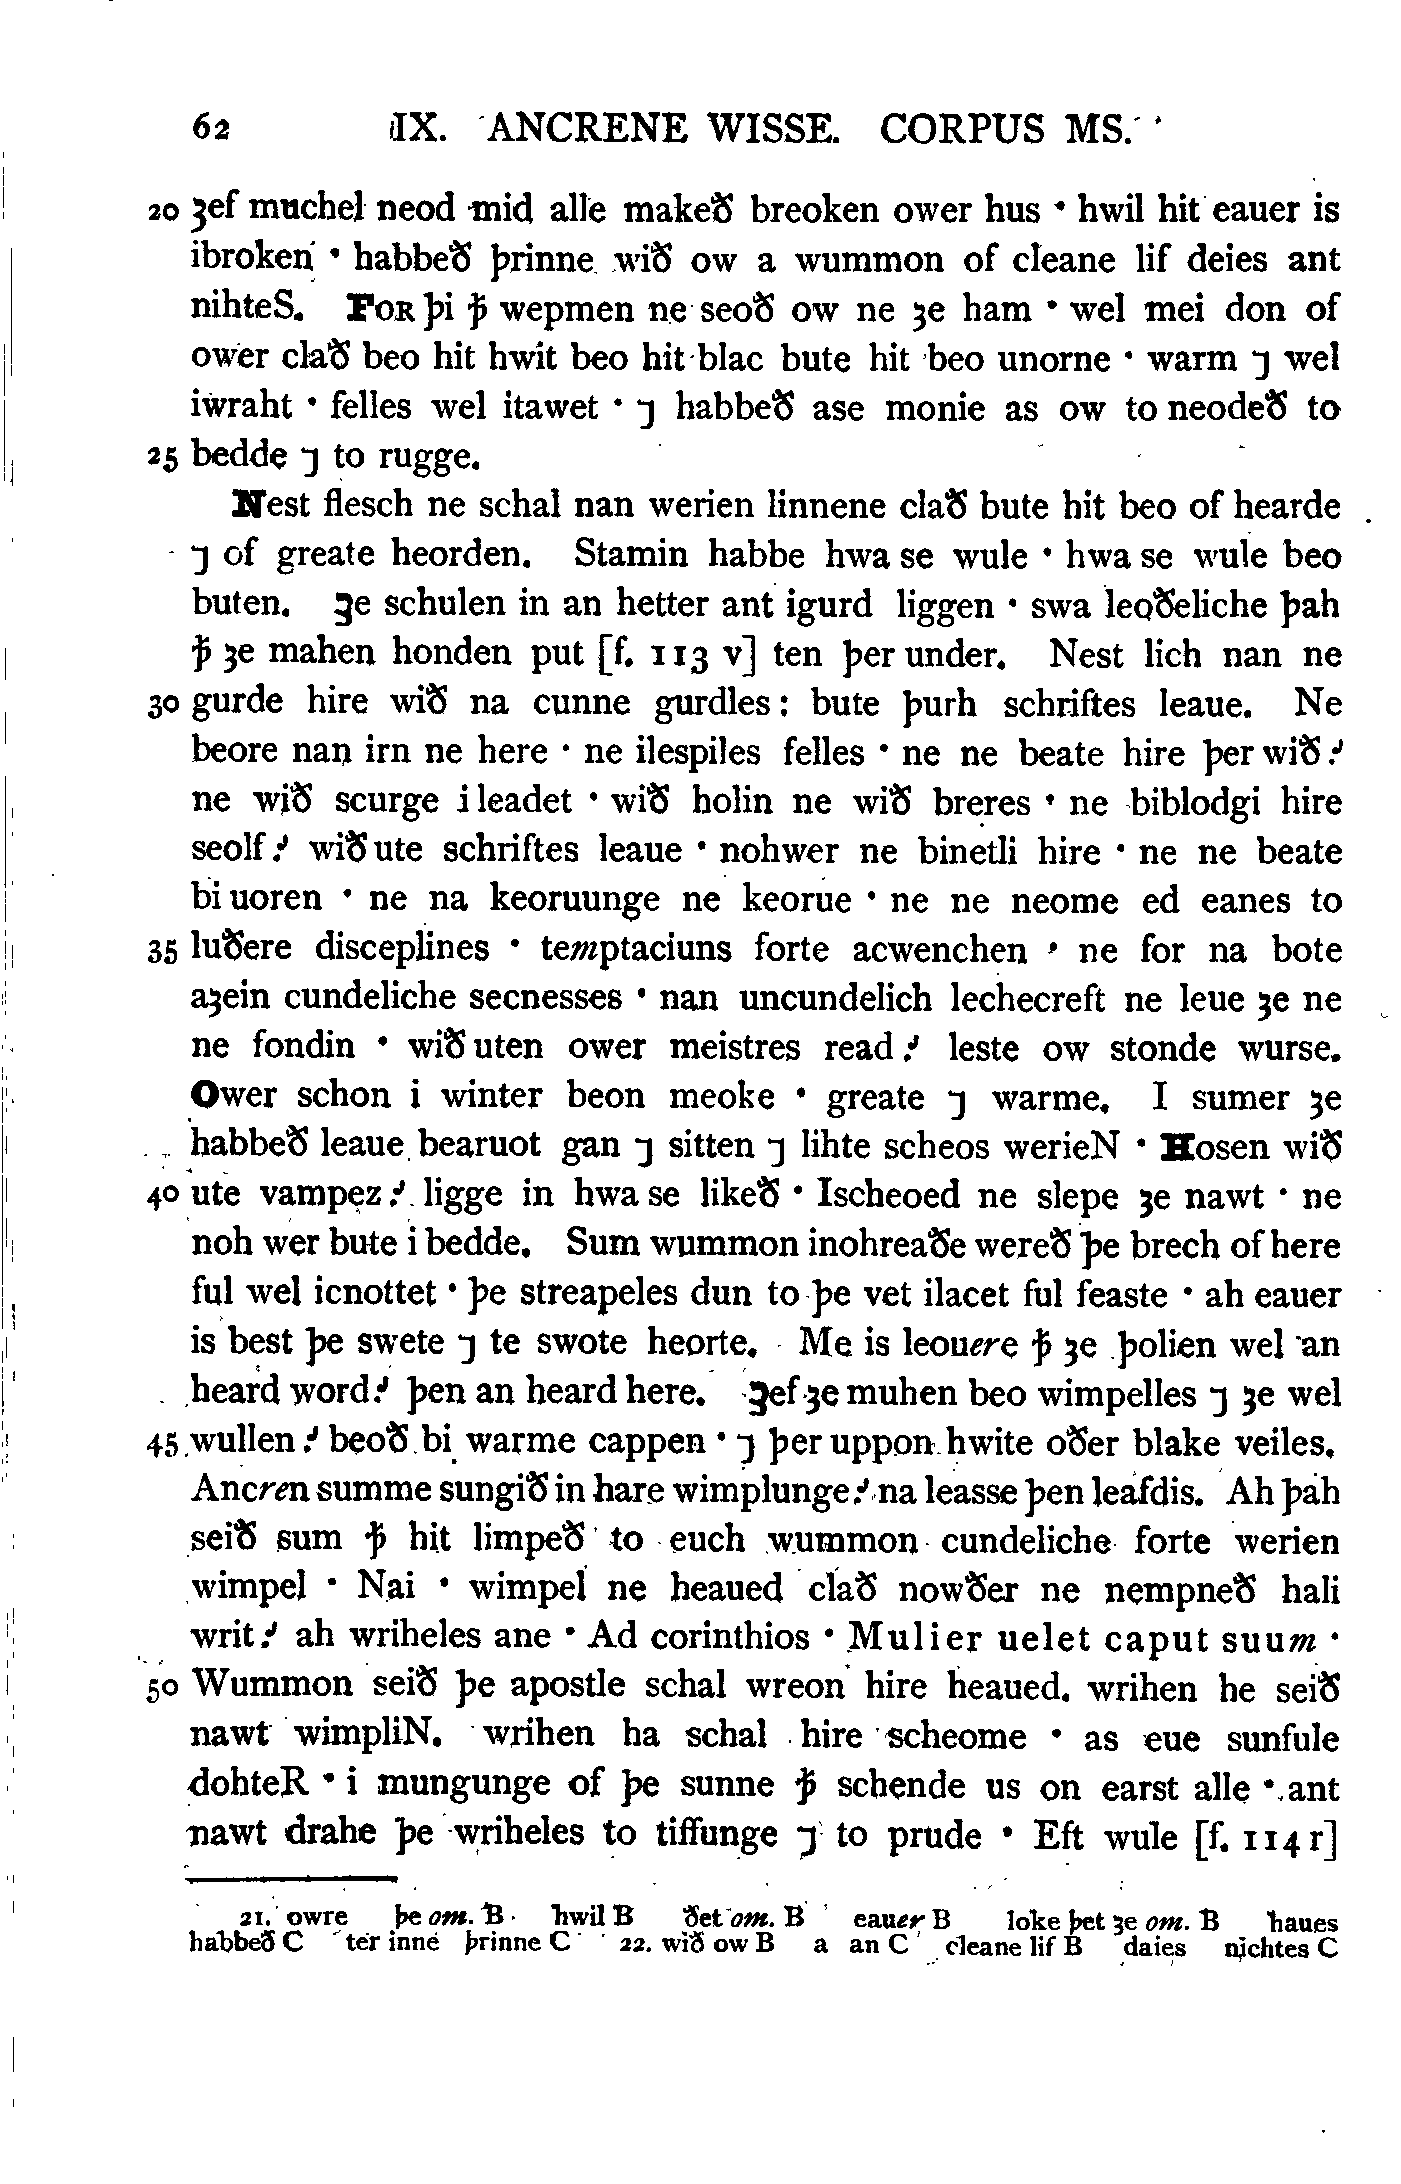 62 IX. ANCRENE WISSE. CORPUS MS.
20 ȝef muchel neod mid alle makeð breoken ower hus · hwil hit eauer is
ibroken · habbeð þrinne wið ow a wummon of cleane lif deies ant
nihteS. FOR þi ꝥ wepmen ne seoð ow ne ȝe ham · wel mei don of
ower clað beo hit hwit beo hit blac bute hit beo unorne · warm ⁊ wel
iwraht · felles wel itawet · ⁊ habbeð ase monie as ow to neodeð to
25 bedde ⁊ to rugge.
Nest flesch ne schal nan werien linnene clað bute hit beo of hearde
⁊ of greate heorden. Stamin habbe hwa se wule · hwa se wule beo
buten. Ȝe schulen in an hetter ant igurd liggen · swa leoðeliche þah
ꝥ ȝe mahen honden put [f. 113 v] ten þer under. Nest lich nan ne
30 gurde hire wið na cunne gurdles : bute þurh schriftes leaue. Ne
beore nan irn ne here · ne ilespiles felles · ne ne beate hire þer wið ؛
ne wið scurge i leadet · wið holin ne wið breres · ne biblodgi hire
seolf ؛ wið ute schriftes leaue · nohwer ne binetli hire · ne ne beate
bi uoren · ne na keoruunge ne keorue · ne ne neome ed eanes to
35 luðere disceplines · temptaciuns forte acwenchen · ne for na bote
aȝein cundeliche secnesses · nan uncundelich lechecreft ne leue ȝe ne
ne fondin · wið uten ower meistres read ؛ leste ow stonde wurse.
Ower schon i winter beon meoke · greate ⁊ warme. I sumer ȝe
habbeð leaue bearuot gan ⁊ sitten ⁊ lihte scheos werieN · Hosen wið
40 ute vampez ؛ ligge in hwa se likeð · Ischeoed ne slepe ȝe nawt · ne
noh wer bute i bedde. Sum wummon inohreaðe wereð þe brech of here
ful wel icnottet · þe streapeles dun to þe vet ilacet ful feaste · ah eauer
is best þe swete ⁊ te swote heorte. Me is leouere ꝥ ȝe þolien wel an
heard word ؛ þen an heard here. Ȝef ȝe muhen beo wimpelles ⁊ ȝe wel
45 wullen ؛ beoð bi warme cappen · ⁊ þer uppon hwite oðer blake veiles.
Ancren summe sungið in hare wimplunge ؛ na leasse þen leafdis. Ah þah
seið sum ꝥ hit limpeð to euch wummon cundeliche forte werien
wimpel · Nai · wimpel ne heaued clað nowðer ne nempneð hali
writ ؛ ah wriheles ane · Ad corinthios · Mulier uelet caput suum ·
50 Wummon seið þe apostle schal wreon hire heaued. wrihen he seið
nawt wimpliN. wrihen ha schal hire scheome · as eue sunfule
dohteR · i mungunge of þe sunne ꝥ schende us on earst alle · ant
nawt drahe þe wriheles to tiffunge ⁊ to prude · Eft wule [f. 114 r]
21. owre þe om. B hwil B ðet om. B eauer B loke þet ȝe om. B haues
habbeð C ter inne þrinne C 22. wið ow B a an C cleane lif B daies nichtes C